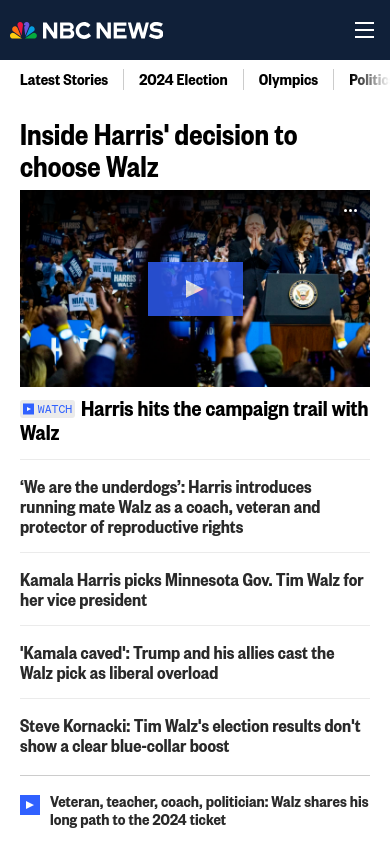 NBC NEWS
Latest Stories
2024 Election
Olympics
Politic
Inside Harris' decision to
choose Walz
WATCH Harris hits the campaign trail with
Walz
‘We are the underdogs’: Harris introduces
running mate Walz as a coach, veteran and
protector of reproductive rights
Kamala Harris picks Minnesota Gov. Tim Walz for
her vice president
'Kamala caved': Trump and his allies cast the
Walz pick as liberal overload
Steve Kornacki: Tim Walz's election results don't
show a clear blue-collar boost
Veteran, teacher, coach, politician: Walz shares his
long path to the 2024 ticket